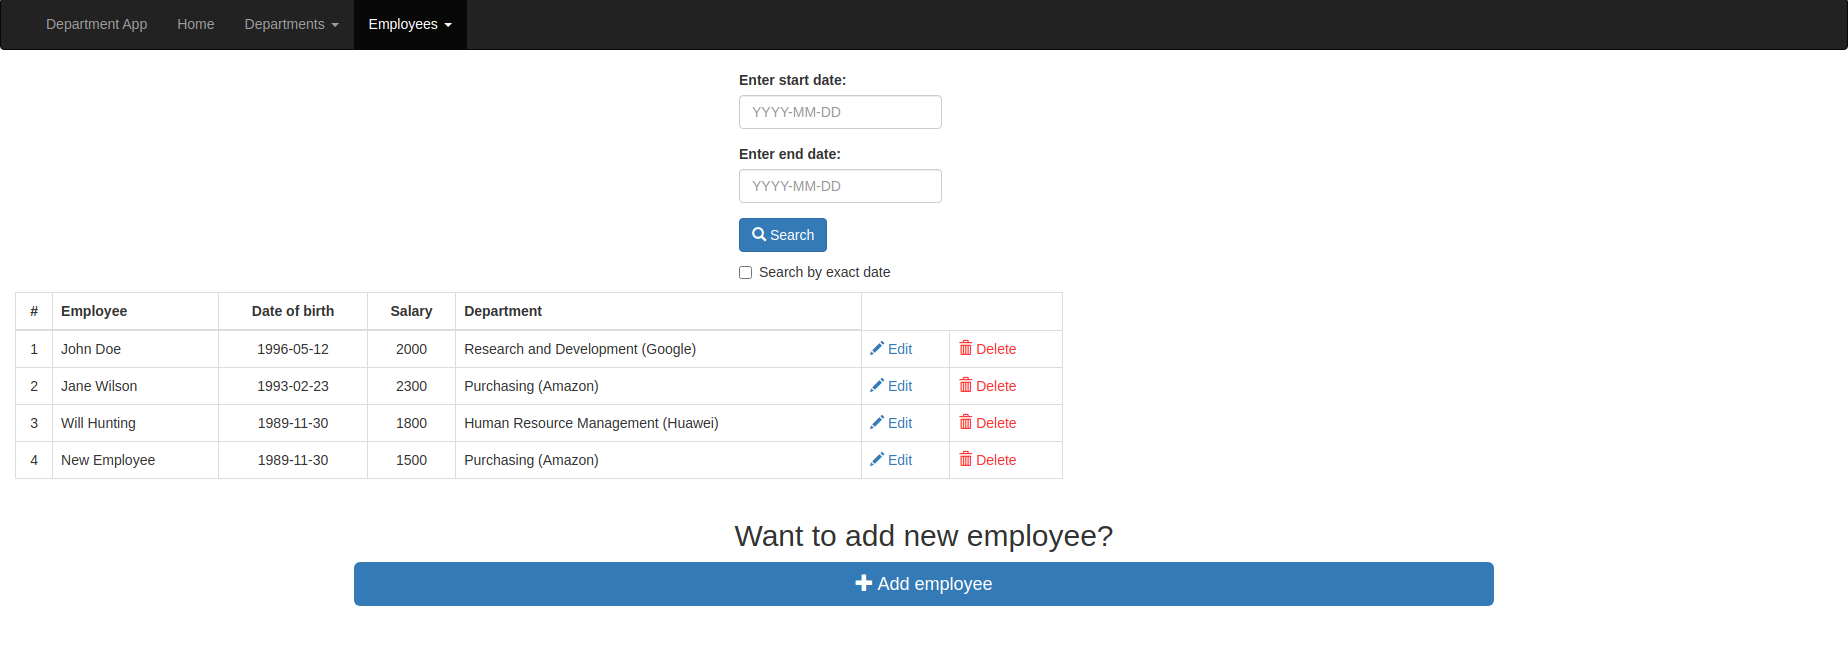 Department App Home Departments Employees
Enter start date:
YYYY-MM-DD
Enter end date:
YYYY-MM-DD
Search
Search by exact date
# Employee Date of birth Salary Department
1 John Doe 1996-05-12 2000 Research and Development (Google) Edit Delete
2 Jane Wilson 1993-02-23 2300 Purchasing (Amazon) Edit Delete
3 Will Hunting 1989-11-30 1800 Human Resource Management (Huawei) Edit Delete
4 New Employee 1989-11-30 1500 Purchasing (Amazon) Edit Delete
Want to add new employee?
Add employee